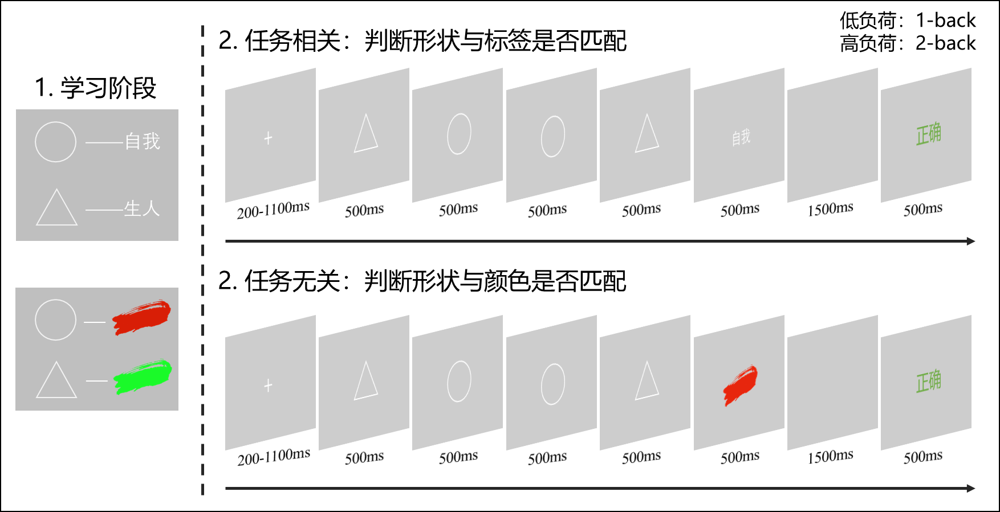 1. 学习阶段
自我
生人
低负荷：1-back
高负荷：2-back
2. 任务相关：判断形状与标签是否匹配
+
自我
正确
200-1100ms
500ms
500ms
500ms
500ms
500ms
1500ms
500ms
2. 任务无关：判断形状与颜色是否匹配
+
正确
200-1100ms
500ms
500ms
500ms
500ms
500ms
1500ms
500ms